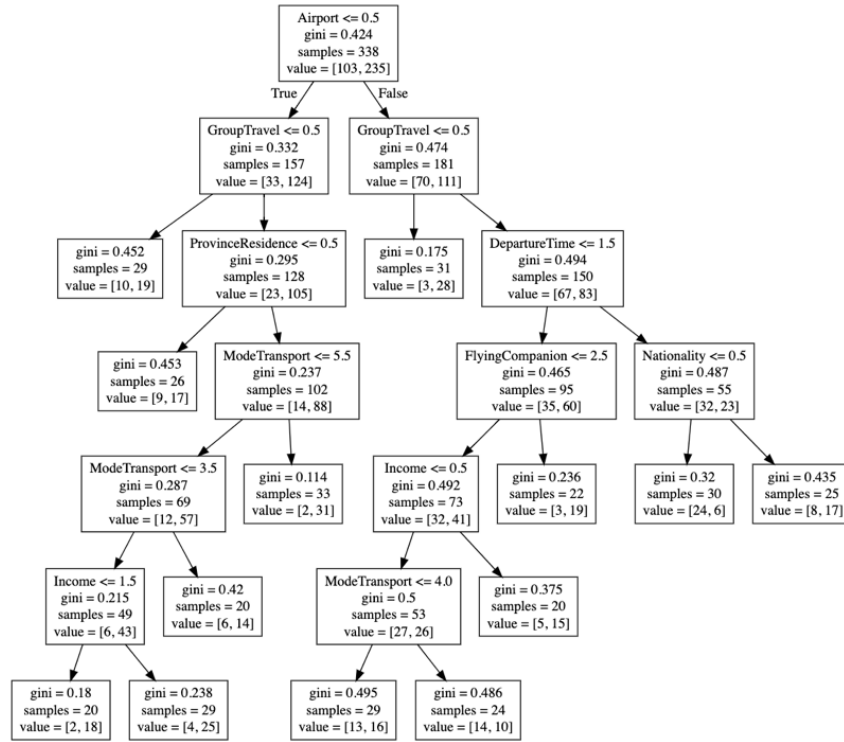 Airport <= 0.5
gini = 0.424
samples = 338
value = [103, 235]
True
False
GroupTravel <= 0.5
gini = 0.332
samples = 157
value = [33, 124]
GroupTravel <= 0.5
gini = 0.474
samples = 181
value = [70, 111]
gini = 0.452
samples = 29
value = [10, 19]
ProvinceResidence <= 0.5
gini = 0.295
samples = 128
value = [23, 105]
gini = 0.175
samples = 31
value = [3, 28]
DepartureTime <= 1.5
gini = 0.494
samples = 150
value = [67, 83]
gini = 0.453
samples = 26
value = [9, 17]
ModeTransport <= 5.5
gini = 0.237
samples = 102
value = [14, 88]
FlyingCompanion <= 2.5
gini = 0.465
samples = 95
value = [35, 60]
Nationality <= 0.5
gini = 0.487
samples = 55
value = [32, 23]
ModeTransport <= 3.5
gini = 0.287
samples = 69
value = [12, 57]
gini = 0.114
samples = 33
value = [2, 31]
Income <= 0.5
gini = 0.492
samples = 73
value = [32, 41]
gini = 0.236
samples = 22
value = [3, 19]
gini = 0.32
samples = 30
value = [24, 6]
gini = 0.435
samples = 25
value = [8, 17]
Income <= 1.5
gini = 0.215
samples = 49
value = [6, 43]
gini = 0.42
samples = 20
value = [6, 14]
ModeTransport <= 4.0
gini = 0.5
samples = 53
value = [27, 26]
gini = 0.375
samples = 20
value = [5, 15]
gini = 0.18
samples = 20
value = [2, 18]
gini = 0.238
samples = 29
value = [4, 25]
gini = 0.495
samples = 29
value = [13, 16]
gini = 0.486
samples = 24
value = [14, 10]